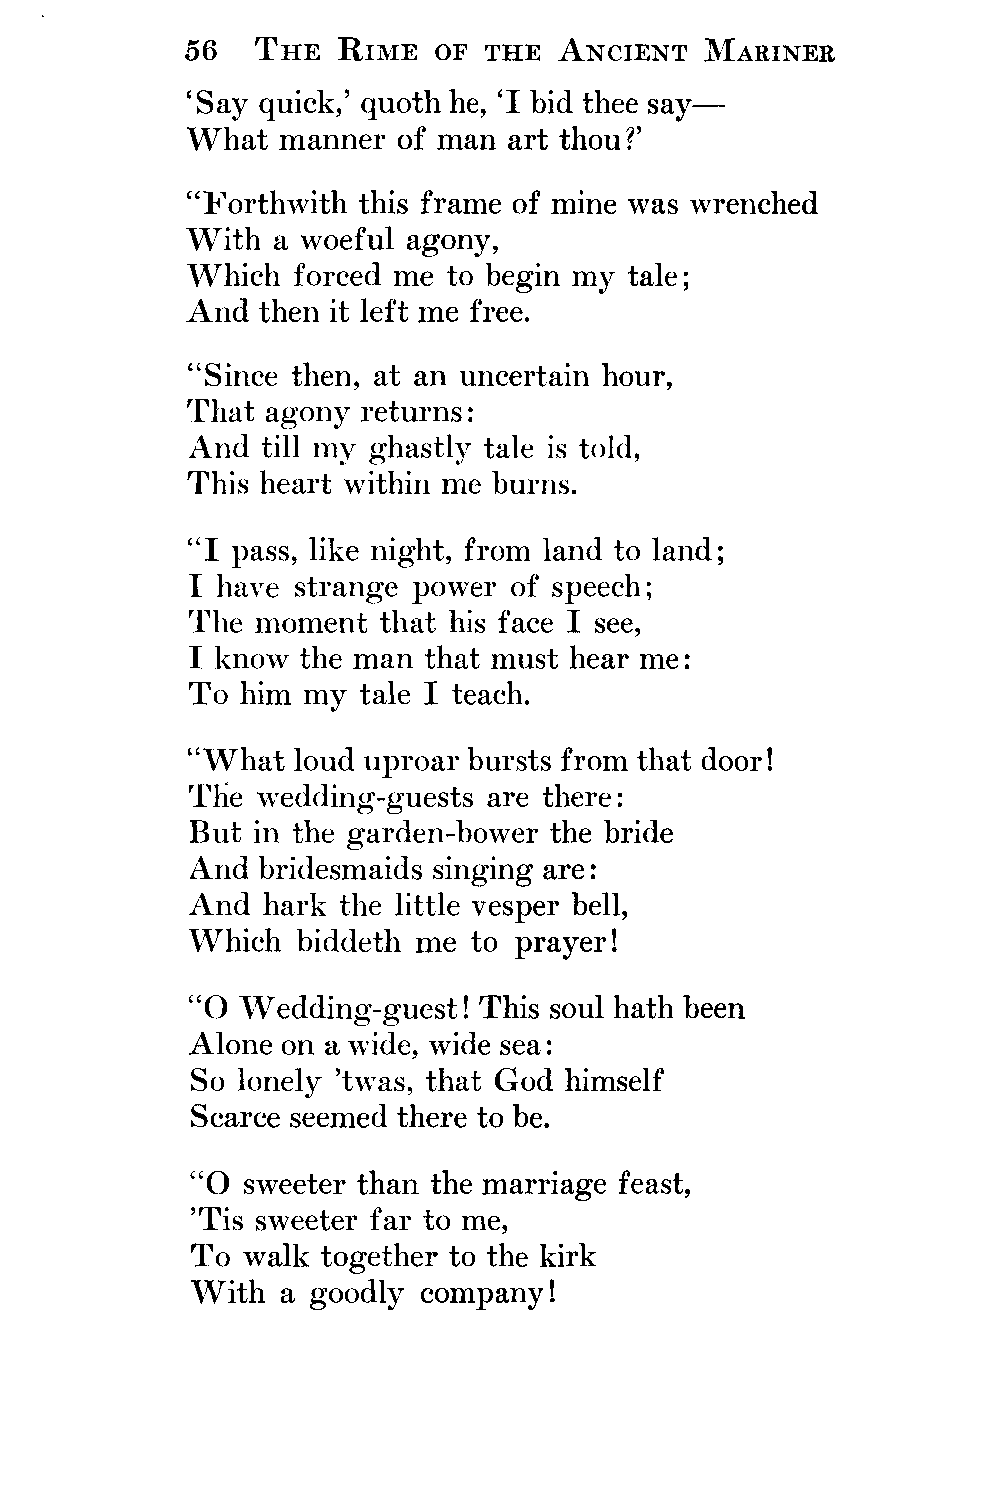 56 The Rime of the Ancient Mariner
‘Say quick,’ quoth he, ‘I bid thee say—
What manner of man art thou?’
“Forthwith this frame of mine was wrenched
With a woeful agony,
Which forced me to begin my tale;
And then it left me free.
“Since then, at an uncertain hour,
That agony returns:
And till my ghastly tale is told,
This heart within me burns.
“I pass, like night, from land to land;
I have strange power of speech;
The moment that his face I see,
I know the man that must hear me:
To him my tale I teach.
“What loud uproar bursts from that door!
The wedding-guests are there:
But in the garden-bower the bride
And bridesmaids singing are:
And hark the little vesper bell,
Which biddeth me to prayer!
“O Wedding-guest! This soul hath been
Alone on a wide, wide sea:
So lonely ’twas, that God himself
Scarce seemed there to be.
“O sweeter than the marriage feast,
’Tis sweeter far to me,
To walk together to the kirk
With a goodly company!